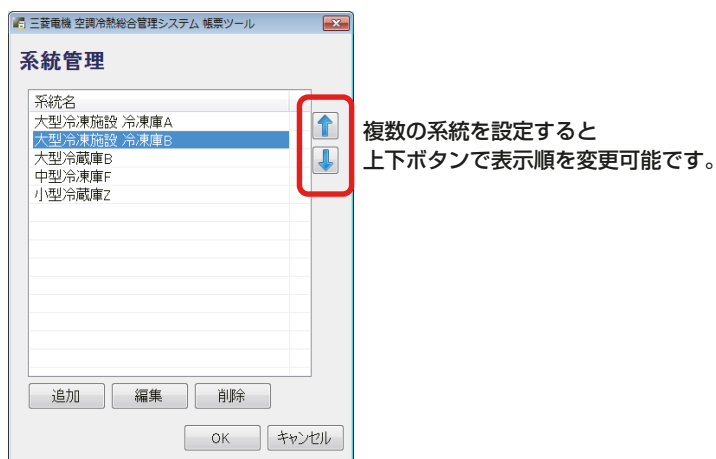 三菱電機 空調冷熱総合管理システム 帳票ツール
系統管理
系統名
大型冷凍施設 冷凍庫A
大型冷凍施設 冷凍庫B
大型冷蔵庫B
中型冷凍庫F
小型冷蔵庫Z
複数の系統を設定すると
上下ボタンで表示順を変更可能です。
追加 編集 削除
OK キャンセル